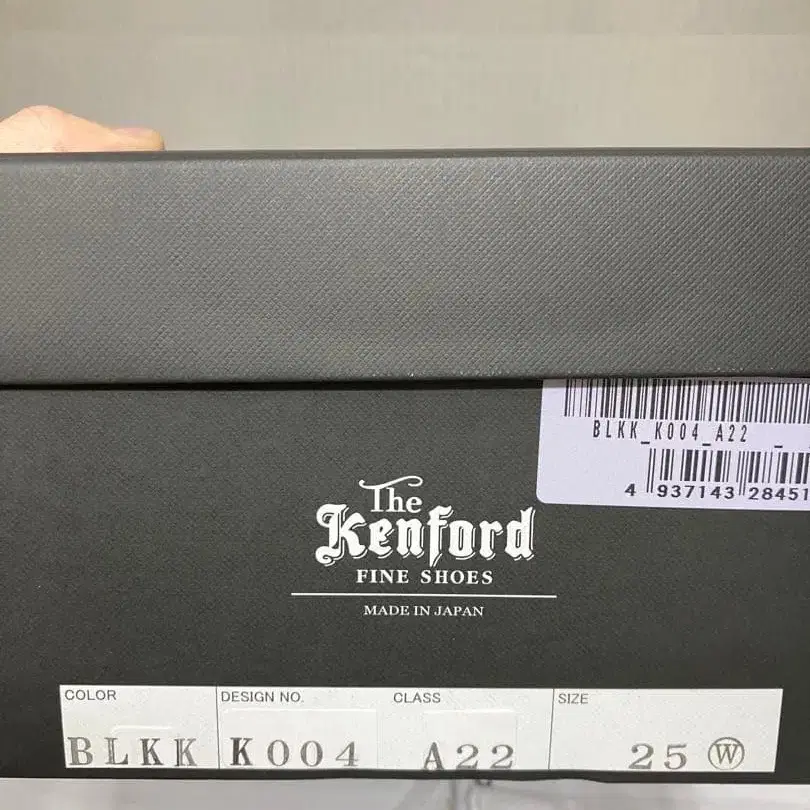 BLKK_K004_A22 _
4 937143 28451
The
Kenford
FINE SHOES
MADE IN JAPAN
COLOR DESIGN NO. CLASS SIZE
BLKK K004 A22 25 Ⓦ